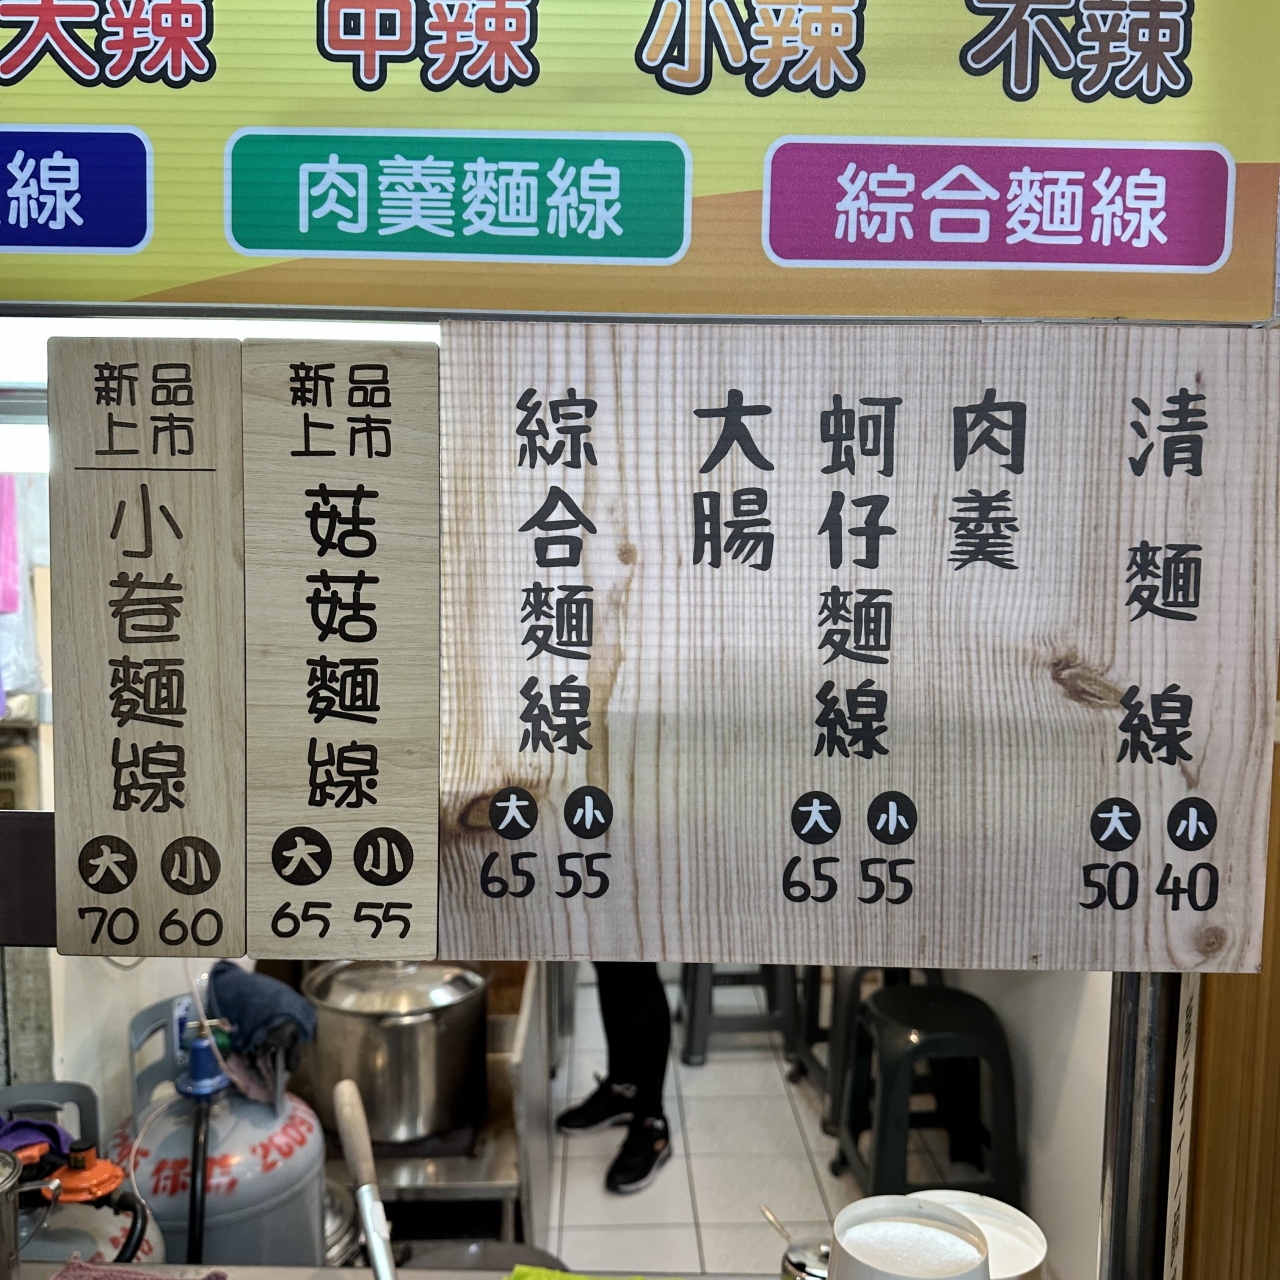 大辣 中辣 小辣 不辣
線 肉羹麵線 綜合麵線
新品
上市
小卷麵線
大 小
70 60
新品
上市
菇菇麵線
大 小
65 55
綜合麵線
大 小
65 55
大腸 蚵仔 肉羹
麵線
大 小
65 55
清麵線
大 小
50 40